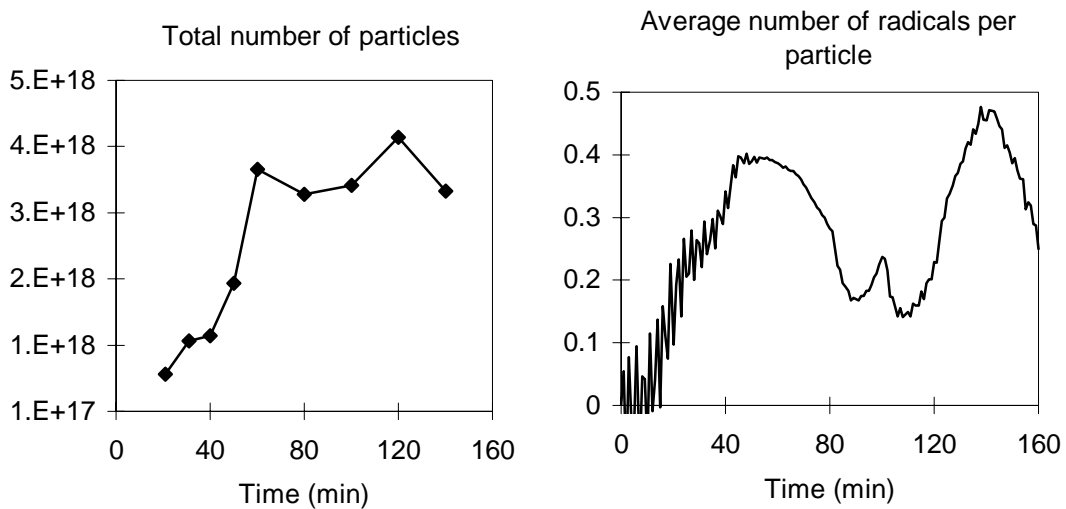 Total number of particles
5.E+18
4.E+18
3.E+18
2.E+18
1.E+18
1.E+17
0
40
80
120
160
Time (min)
Average number of radicals per
particle
0.5
0.4
0.3
0.2
0.1
0
0
40
80
120
160
Time (min)